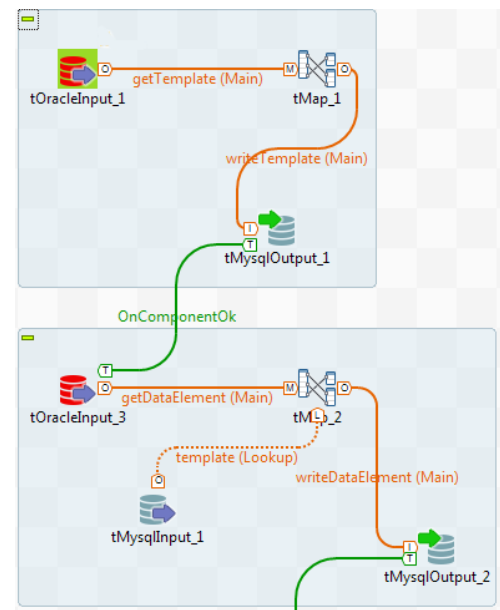 O
getTemplate (Main)
M
O
tOracleInput_1
tMap_1
writeTemplate (Main)
I
T
tMysqlOutput_1
OnComponentOk
T
O
getDataElement (Main)
M
O
tOracleInput_3
tMap_2
L
template (Lookup)
O
writeDataElement (Main)
tMysqlInput_1
I
T
tMysqlOutput_2